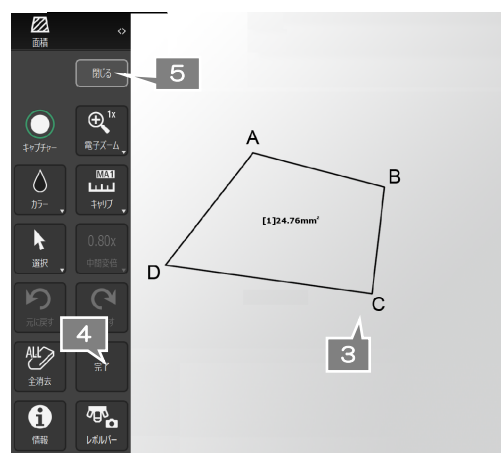 面積
閉じる
5
キャプチャー
1x
電子ズーム
カラー
MA1
キャリブ
選択
0.80x
中間変倍
元に戻す
す
4
ALL
全消去
完了
情報
レボルバー
A
B
[1]24.76mm²
D
C
3